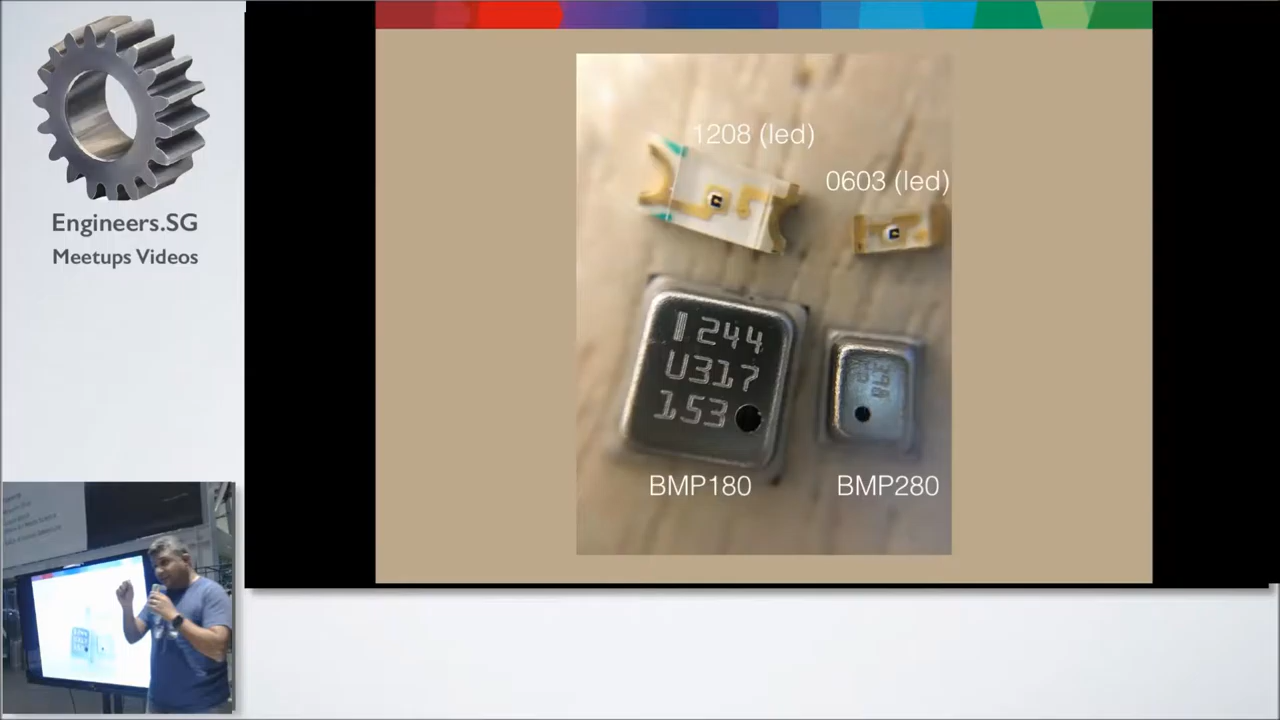 Engineers.SG
Meetups Videos
1208 (led)
0603 (led)
244
U317
153
BMP180
BMP280